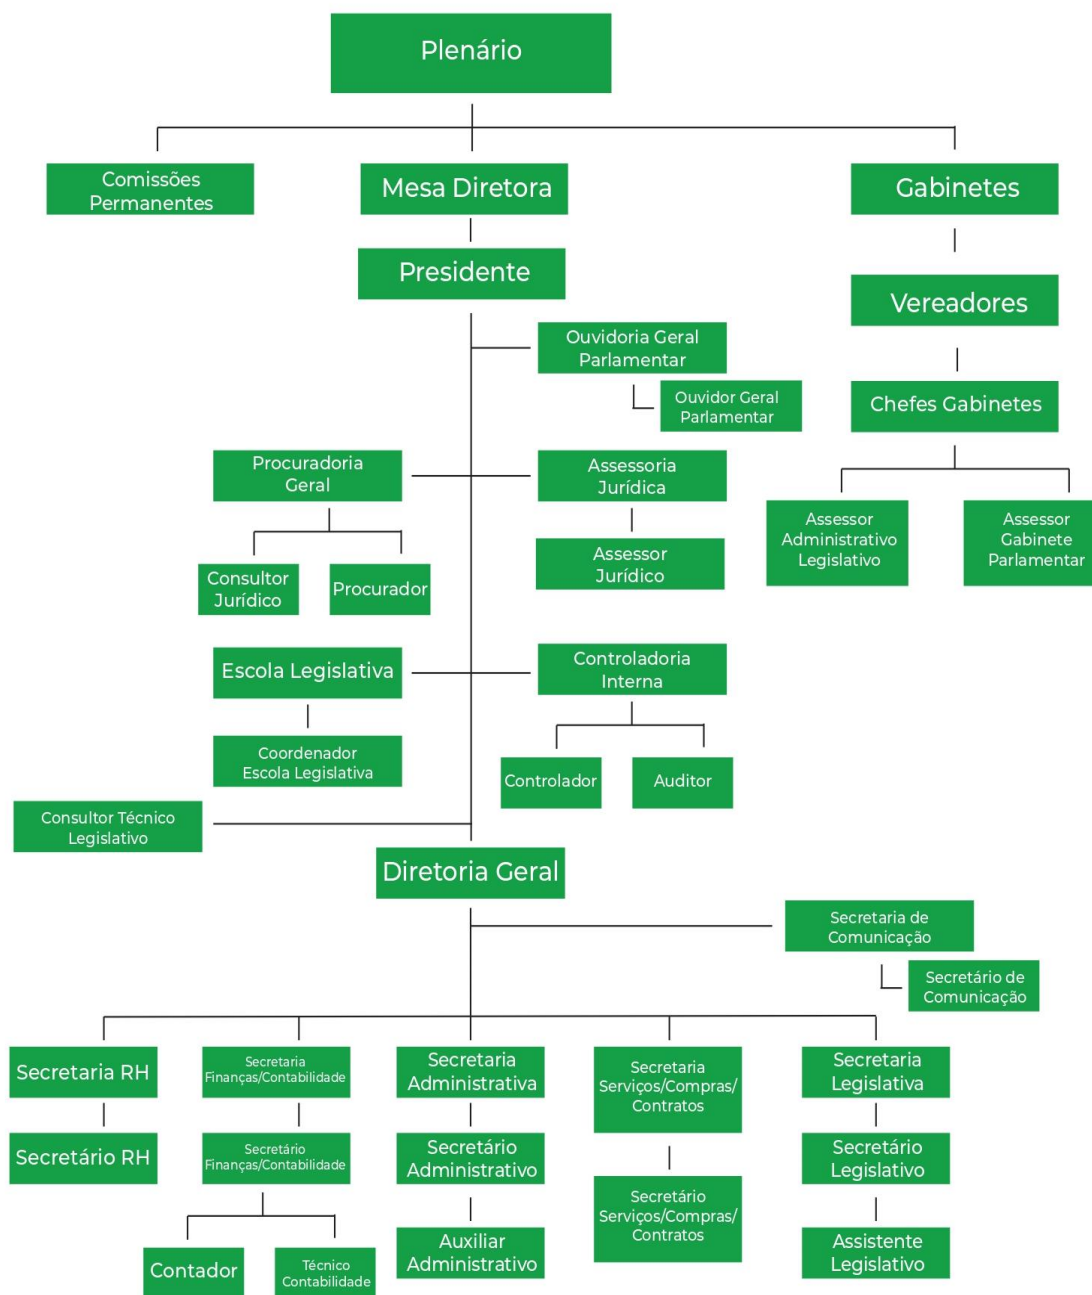 Plenário
Comissões
Permanentes
Mesa Diretora
Gabinetes
Presidente
Vereadores
Ouvidoria Geral
Parlamentar
Ouvidor Geral
Parlamentar
Chefes Gabinetes
Procuradoria
Geral
Assessoria
Jurídica
Assessor
Administrativo
Legislativo
Assessor
Gabinete
Parlamentar
Consultor
Jurídico
Procurador
Assessor
Jurídico
Escola Legislativa
Controladoria
Interna
Coordenador
Escola Legislativa
Controlador
Auditor
Consultor Técnico
Legislativo
Diretoria Geral
Secretaria de
Comunicação
Secretário de
Comunicação
Secretaria RH
Secretaria
Finanças/Contabilidade
Secretaria
Administrativa
Secretaria
Serviços/Compras/
Contratos
Secretaria
Legislativa
Secretário RH
Secretário
Finanças/Contabilidade
Secretário
Administrativo
Secretário
Serviços/Compras/
Contratos
Secretário
Legislativo
Contador
Técnico
Contabilidade
Auxiliar
Administrativo
Assistente
Legislativo